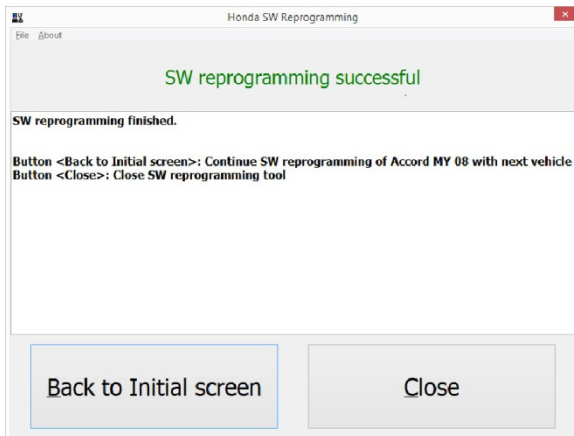 Honda SW Reprogramming
File About
SW reprogramming successful
SW reprogramming finished.
Button <Back to Initial screen>: Continue SW reprogramming of Accord MY 08 with next vehicle
Button <Close>: Close SW reprogramming tool
Back to Initial screen
Close